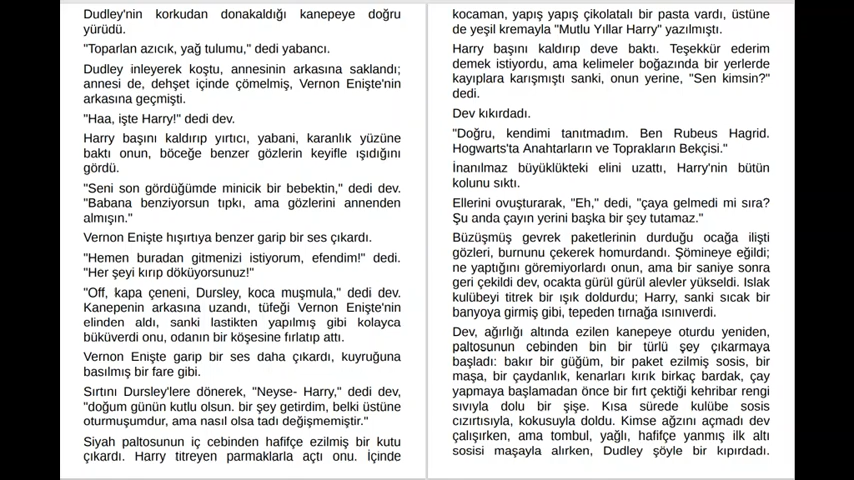 Dudley'nin korkudan donakaldığı kanepeye doğru
yürüdü.
"Toparlan azıcık, yağ tulumu," dedi yabancı.
Dudley inleyerek koştu, annesinin arkasına saklandı;
annesi de, dehşet içinde çömelmiş, Vernon Enişte'nin
arkasına geçmişti.
"Haa, işte Harry!" dedi dev.
Harry başını kaldırıp yırtıcı, yabani, karanlık yüzüne
baktı onun, böceğe benzer gözlerin keyifle ışıdığını
gördü.
"Seni son gördüğümde minicik bir bebektin," dedi dev.
"Babana benziyorsun tıpkı, ama gözlerini annenden
almışsın."
Vernon Enişte hışırtıya benzer garip bir ses çıkardı.
"Hemen buradan gitmenizi istiyorum, efendim!" dedi.
"Her şeyi kırıp döküyorsunuz!"
"Off, kapa çeneni, Dursley, koca muşmula," dedi dev.
Kanepenin arkasına uzandı, tüfeği Vernon Enişte'nin
elinden aldı, sanki lastikten yapılmış gibi kolayca
büküverdi onu, odanın bir köşesine fırlatıp attı.
Vernon Enişte garip bir ses daha çıkardı, kuyruğuna
basılmış bir fare gibi.
Sırtını Dursley'lere dönerek, "Neyse- Harry," dedi dev,
"doğum günün kutlu olsun. bir şey getirdim, belki üstüne
oturmuşumdur, ama nasıl olsa tadı değişmemiştir."
Siyah paltosunun iç cebinden hafifçe ezilmiş bir kutu
çıkardı. Harry titreyen parmaklarla açtı onu. İçinde
kocaman, yapış yapış çikolatalı bir pasta vardı, üstüne
de yeşil kremayla "Mutlu Yıllar Harry" yazılmıştı.
Harry başını kaldırıp deve baktı. Teşekkür ederim
demek istiyordu, ama kelimeler boğazında bir yerlerde
kayıplara karışmıştı sanki, onun yerine, "Sen kimsin?"
dedi.
Dev kıkırdadı.
"Doğru, kendimi tanıtmadım. Ben Rubeus Hagrid.
Hogwarts'ta Anahtarların ve Toprakların Bekçisi."
İnanılmaz büyüklükteki elini uzattı, Harry'nin bütün
kolunu sıktı.
Ellerini ovuşturarak, "Eh," dedi, "çaya gelmedi mi sıra?
Şu anda çayın yerini başka bir şey tutamaz."
Büzüşmüş gevrek paketlerinin durduğu ocağa ilişti
gözleri, burnunu çekerek homurdandı. Şömineye eğildi;
ne yaptığını göremiyorlardı onun, ama bir saniye sonra
geri çekildi dev, ocakta gürül gürül alevler yükseldi. Islak
kulübeyi titrek bir ışık doldurdu; Harry, sanki sıcak bir
banyoya girmiş gibi, tepeden tırnağa ısınıverdi.
Dev, ağırlığı altında ezilen kanepeye oturdu yeniden,
paltosunun cebinden bin bir türlü şey çıkarmaya
başladı: bakır bir güğüm, bir paket ezilmiş sosis, bir
maşa, bir çaydanlık, kenarları kırık birkaç bardak, çay
yapmaya başlamadan önce bir fırt çektiği kehribar rengi
sıvıyla dolu bir şişe. Kısa sürede kulübe sosis
cızırtısıyla, kokusuyla doldu. Kimse ağzını açmadı dev
çalışırken, ama tombul, yağlı, hafifçe yanmış ilk altı
sosisi maşayla alırken, Dudley şöyle bir kıpırdadı.